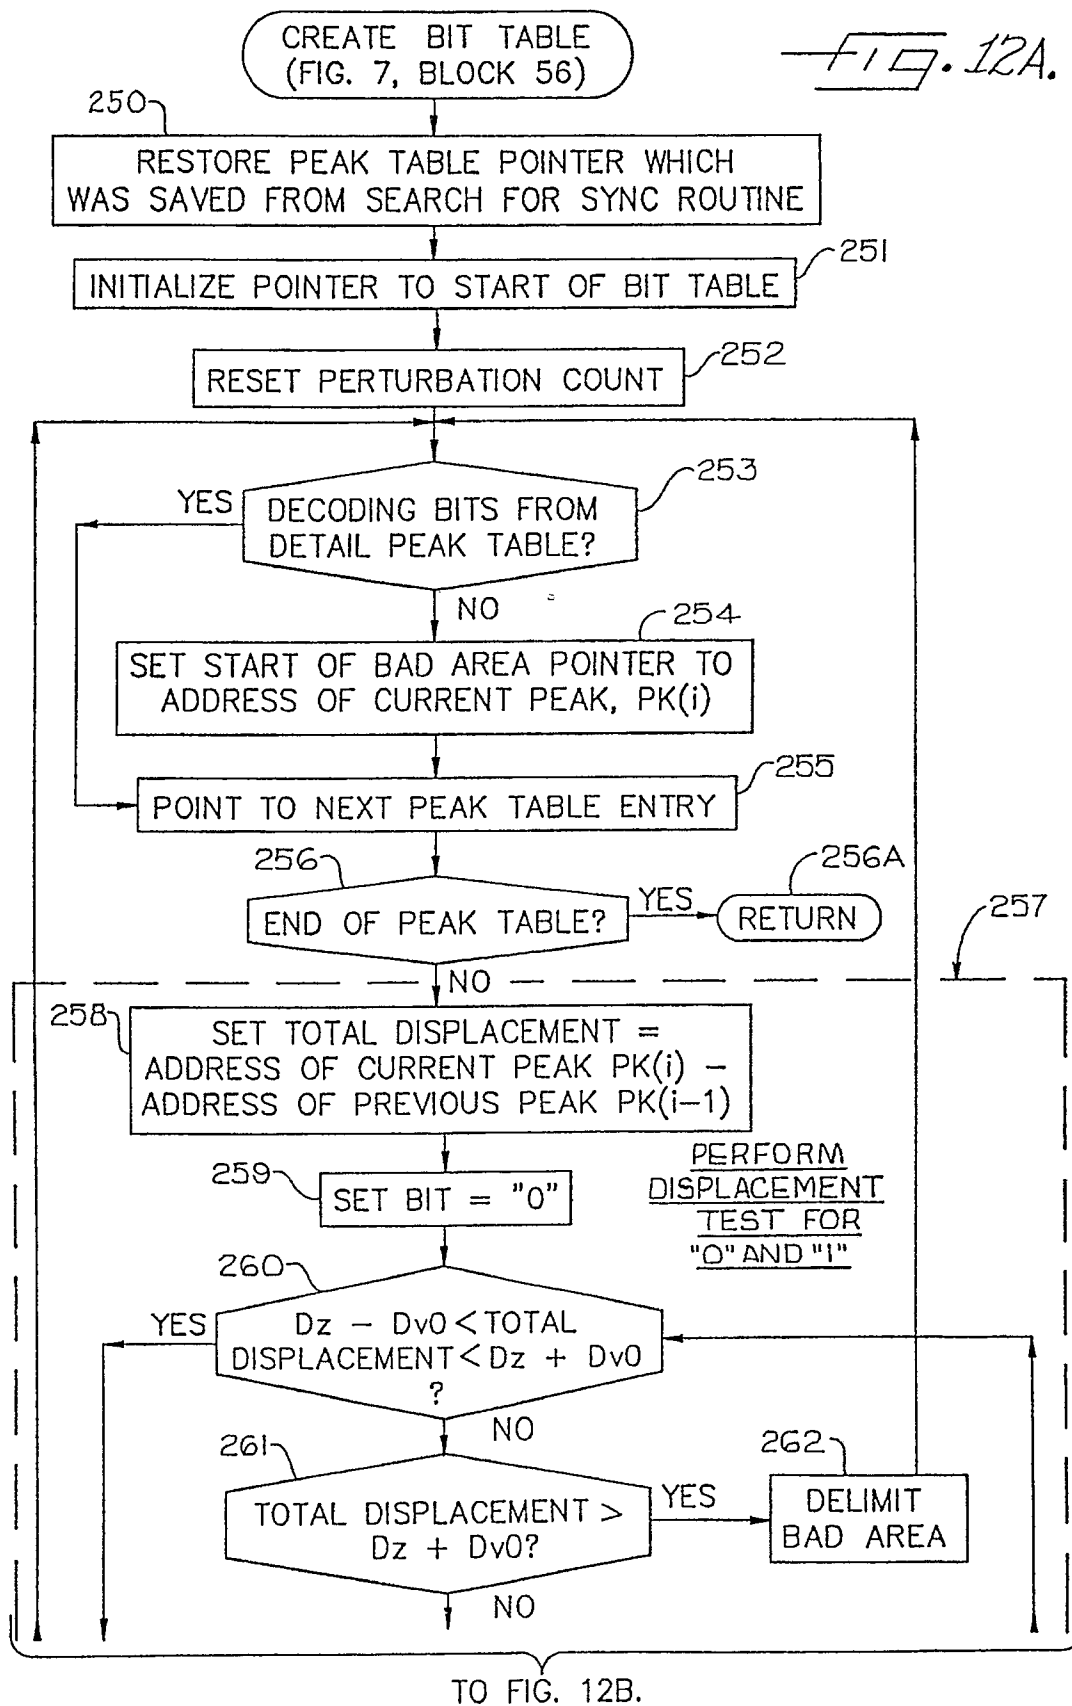 CREATE BIT TABLE
(FIG. 7, BLOCK 56)
Fig. 12A.
250
RESTORE PEAK TABLE POINTER WHICH
WAS SAVED FROM SEARCH FOR SYNC ROUTINE
251
INITIALIZE POINTER TO START OF BIT TABLE
252
RESET PERTURBATION COUNT
253
YES
DECODING BITS FROM
DETAIL PEAK TABLE?
NO
254
SET START OF BAD AREA POINTER TO
ADDRESS OF CURRENT PEAK, PK(i)
255
POINT TO NEXT PEAK TABLE ENTRY
256
END OF PEAK TABLE?
YES
256A
RETURN
257
NO
258
SET TOTAL DISPLACEMENT =
ADDRESS OF CURRENT PEAK PK(i) –
ADDRESS OF PREVIOUS PEAK PK(i–1)
259
SET BIT = "0"
PERFORM
DISPLACEMENT
TEST FOR
"0" AND "1"
260
YES
Dz – Dv0 < TOTAL
DISPLACEMENT < Dz + Dv0
?
NO
261
TOTAL DISPLACEMENT >
Dz + Dv0?
YES
262
DELIMIT
BAD AREA
NO
TO FIG. 12B.